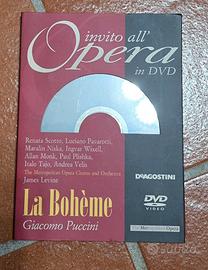 invito all'
Opera
in DVD
Renata Scotto, Luciano Pavarotti,
Maralin Niska, Ingvar Wixell,
Allan Monk, Paul Plishka,
Italo Tajo, Andrea Velis
The Metropolitan Opera Chorus and Orchestra
James Levine
DeAGOSTINI
La Bohème
DVD
VIDEO
Giacomo Puccini
The Metropolitan Opera